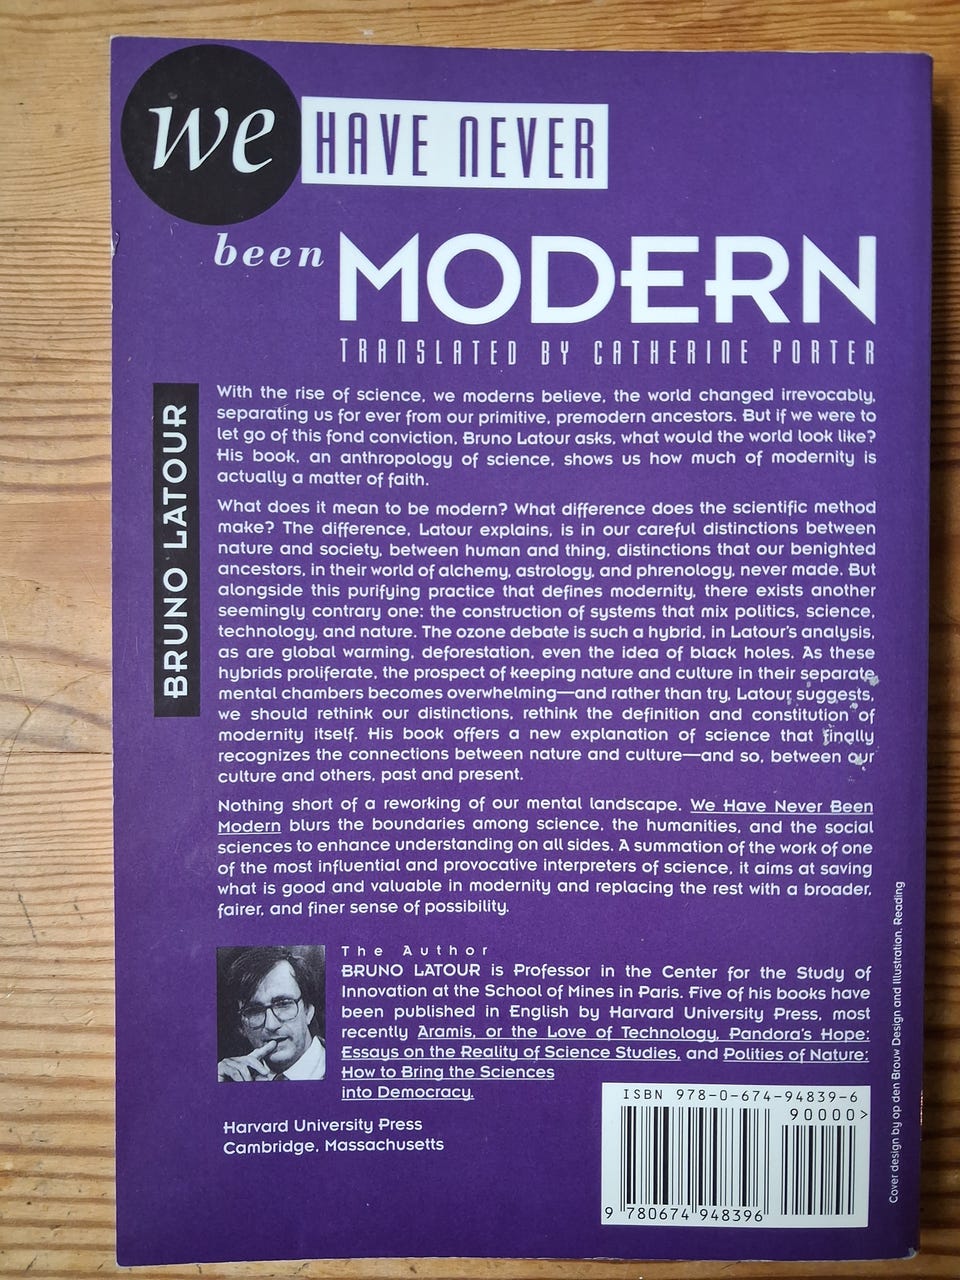 We HAVE NEVER
been MODERN
TRANSLATED BY CATHERINE PORTER
BRUNO LATOUR
With the rise of science, we moderns believe, the world changed irrevocably,
separating us for ever from our primitive, premodern ancestors. But if we were to
let go of this fond conviction, Bruno Latour asks, what would the world look like?
His book, an anthropology of science, shows us how much of modernity is
actually a matter of faith.
What does it mean to be modern? What difference does the scientific method
make? The difference, Latour explains, is in our careful distinctions between
nature and society, between human and thing, distinctions that our benighted
ancestors, in their world of alchemy, astrology, and phrenology, never made. But
alongside this purifying practice that defines modernity, there exists another
seemingly contrary one: the construction of systems that mix politics, science,
technology, and nature. The ozone debate is such a hybrid, in Latour's analysis,
as are global warming, deforestation, even the idea of black holes. As these
hybrids proliferate, the prospect of keeping nature and culture in their separate
mental chambers becomes overwhelming—and rather than try, Latour suggests,
we should rethink our distinctions, rethink the definition and constitution of
modernity itself. His book offers a new explanation of science that finally
recognizes the connections between nature and culture—and so, between our
culture and others, past and present.
Nothing short of a reworking of our mental landscape. We Have Never Been
Modern blurs the boundaries among science, the humanities, and the social
sciences to enhance understanding on all sides. A summation of the work of one
of the most influential and provocative interpreters of science, it aims at saving
what is good and valuable in modernity and replacing the rest with a broader,
fairer, and finer sense of possibility.
The Author
BRUNO LATOUR is Professor in the Center for the Study of
Innovation at the School of Mines in Paris. Five of his books have
been published in English by Harvard University Press, most
recently Aramis, or the Love of Technology, Pandora's Hope:
Essays on the Reality of Science Studies, and Polities of Nature:
How to Bring the Sciences
into Democracy.
Harvard University Press
Cambridge, Massachusetts
ISBN 978-0-674-94839-6
90000>
9 780674 948396
Cover design by op den Brouw Design and Illustration, Reading